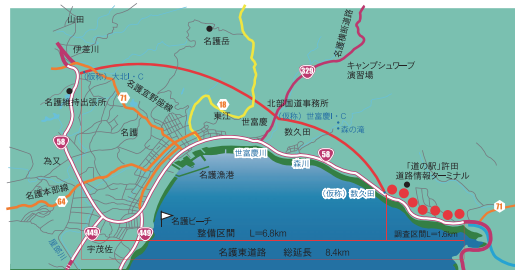 山田
伊差川
名護岳
名護横断道路
(仮称)大北I・C
329
キャンプシュワーブ
演習場
名護維持出張所
71
名護宜野座線
18
東江
世富慶
北部国道事務所
(仮称)世富慶I・C
森の滝
数久田
58
名護
為又
世富慶川
森川
58
「道の駅」許田
道路情報ターミナル
名護漁港
(仮称)数久田
名護本部線
64
名護ビーチ
71
449
449
整備区間 L=6.8km
調査区間L=1.6km
宇茂佐
名護東道路 総延長 8.4km